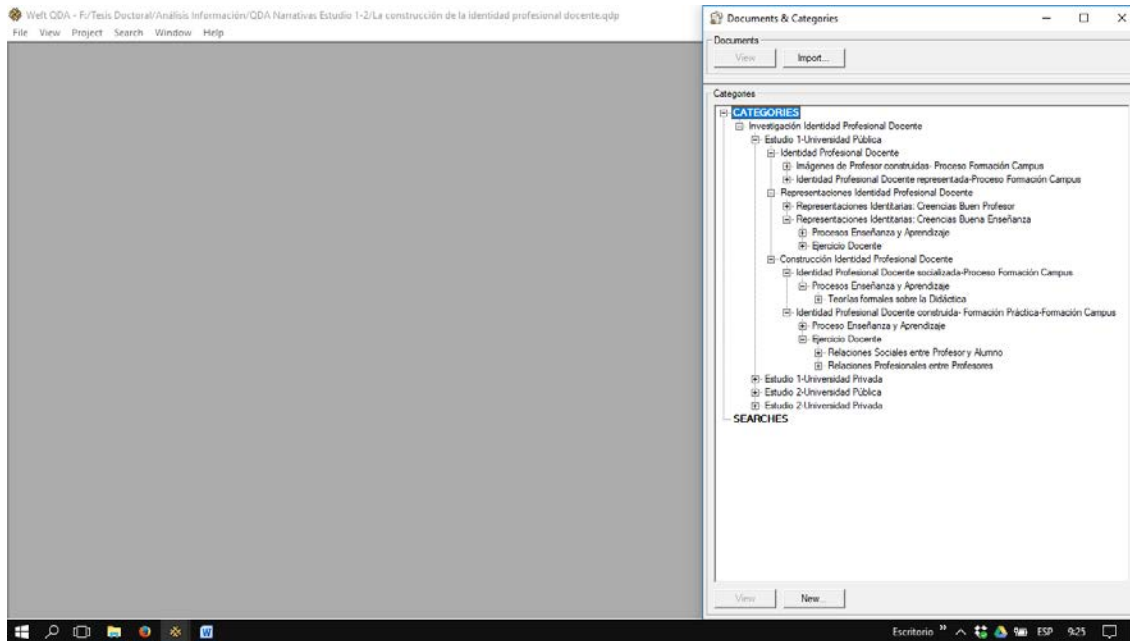 Weft QDA - F:/Tesis Doctoral/Análisis Información/QDA Narrativas Estudio 1-2/La construcción de la identidad profesional docente.qdp
File View Project Search Window Help
Documents & Categories
Documents
View Import...
Categories
CATEGORIES
Investigación Identidad Profesional Docente
Estudio 1-Universidad Pública
Identidad Profesional Docente
Imágenes de Profesor construidas- Proceso Formación Campus
Identidad Profesional Docente representada-Proceso Formación Campus
Representaciones Identidad Profesional Docente
Representaciones Identitarias: Creencias Buen Profesor
Representaciones Identitarias: Creencias Buena Enseñanza
Procesos Enseñanza y Aprendizaje
Ejercicio Docente
Construcción Identidad Profesional Docente
Identidad Profesional Docente socializada-Proceso Formación Campus
Procesos Enseñanza y Aprendizaje
Teorías formales sobre la Didáctica
Identidad Profesional Docente construida- Formación Práctica-Formación Campus
Proceso Enseñanza y Aprendizaje
Ejercicio Docente
Relaciones Sociales entre Profesor y Alumno
Relaciones Profesionales entre Profesores
Estudio 1-Universidad Privada
Estudio 2-Universidad Pública
Estudio 2-Universidad Privada
SEARCHES
View New...
Escritorio » ESP 9:25